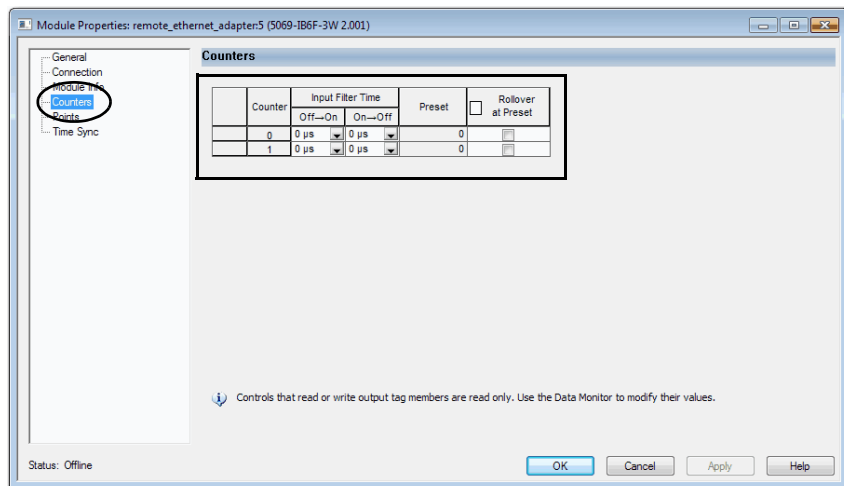 Module Properties: remote_ethernet_adapter:5 (5069-IB6F-3W 2.001)
General
Connection
Module Info
Counters
Points
Time Sync
Counters
Counter
Input Filter Time
Off→On
On→Off
Preset
Rollover
at Preset
0 0 µs 0 µs 0
1 0 µs 0 µs 0
Controls that read or write output tag members are read only. Use the Data Monitor to modify their values.
Status: Offline
OK Cancel Apply Help